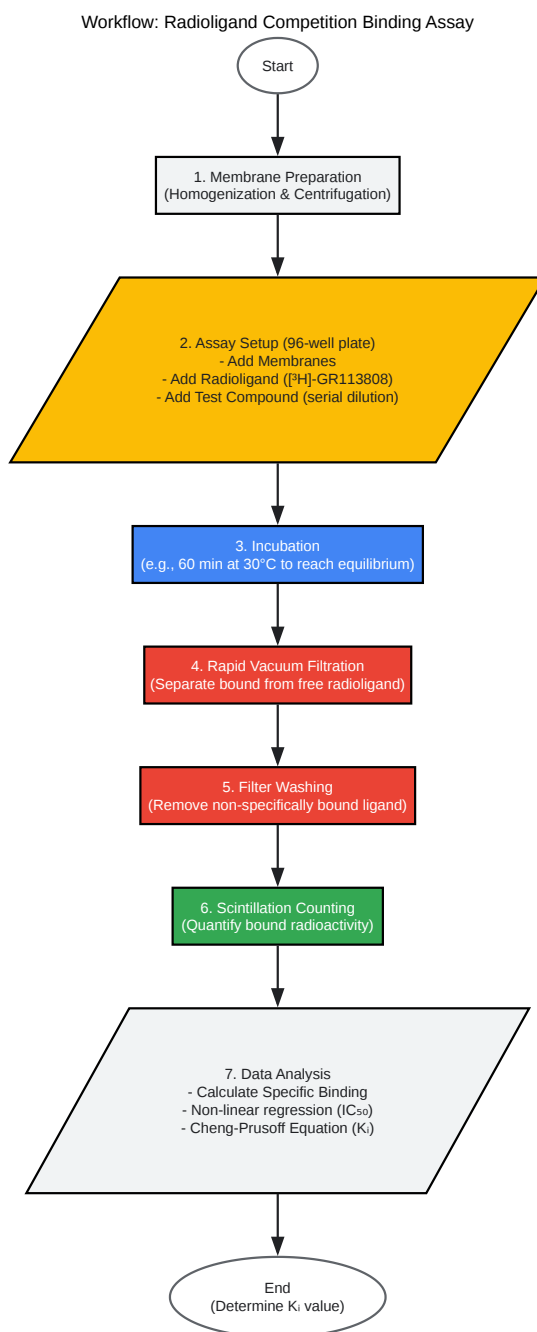 Workflow: Radioligand Competition Binding Assay
Start
1. Membrane Preparation
(Homogenization & Centrifugation)
2. Assay Setup (96-well plate)
- Add Membranes
- Add Radioligand ([³H]-GR113808)
- Add Test Compound (serial dilution)
3. Incubation
(e.g., 60 min at 30°C to reach equilibrium)
4. Rapid Vacuum Filtration
(Separate bound from free radioligand)
5. Filter Washing
(Remove non-specifically bound ligand)
6. Scintillation Counting
(Quantify bound radioactivity)
7. Data Analysis
- Calculate Specific Binding
- Non-linear regression (IC₅₀)
- Cheng-Prusoff Equation (Kᵢ)
End
(Determine Kᵢ value)